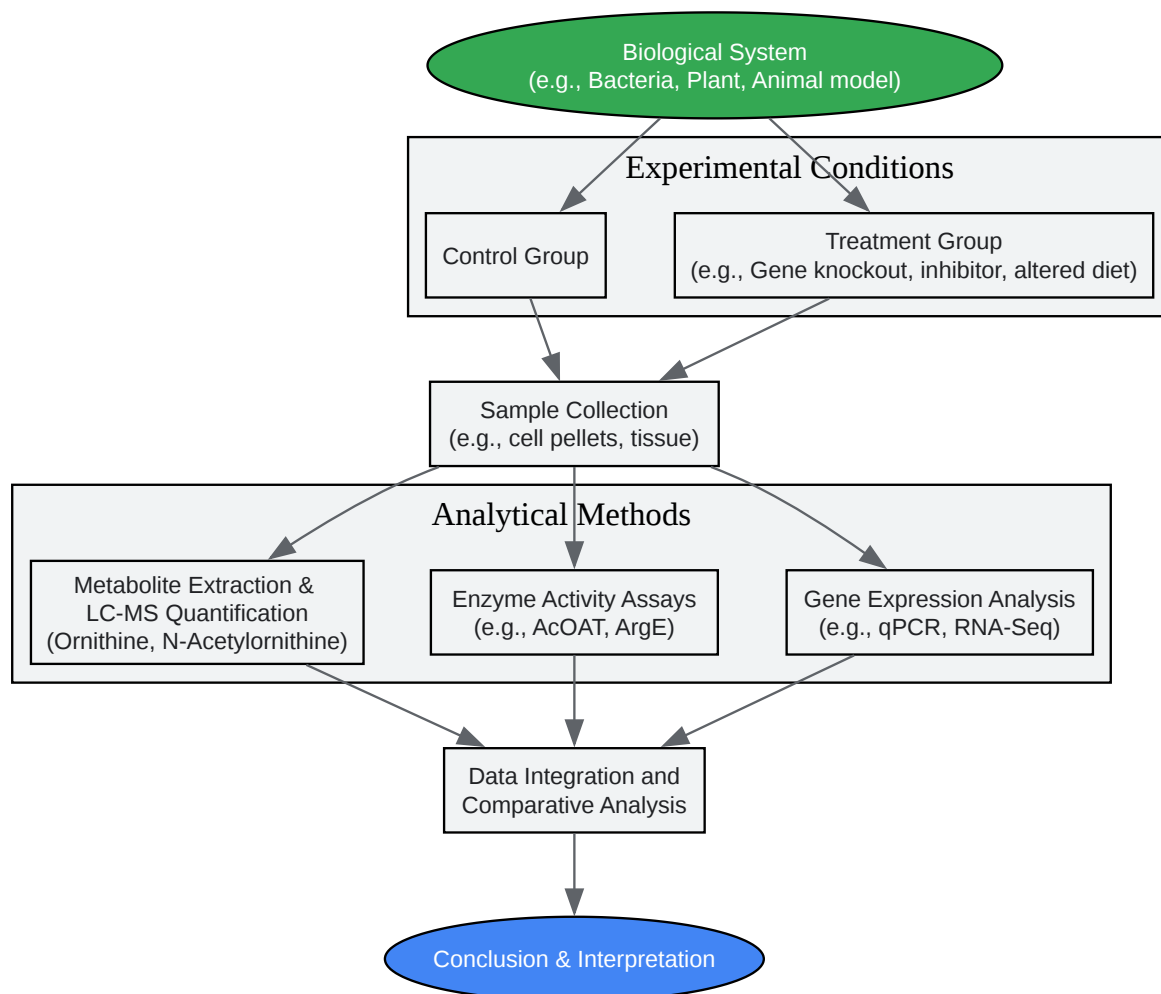 Biological System
(e.g., Bacteria, Plant, Animal model)
Experimental Conditions
Control Group
Treatment Group
(e.g., Gene knockout, inhibitor, altered diet)
Sample Collection
(e.g., cell pellets, tissue)
Analytical Methods
Metabolite Extraction &
LC-MS Quantification
(Ornithine, N-Acetylornithine)
Enzyme Activity Assays
(e.g., AcOAT, ArgE)
Gene Expression Analysis
(e.g., qPCR, RNA-Seq)
Data Integration and
Comparative Analysis
Conclusion & Interpretation